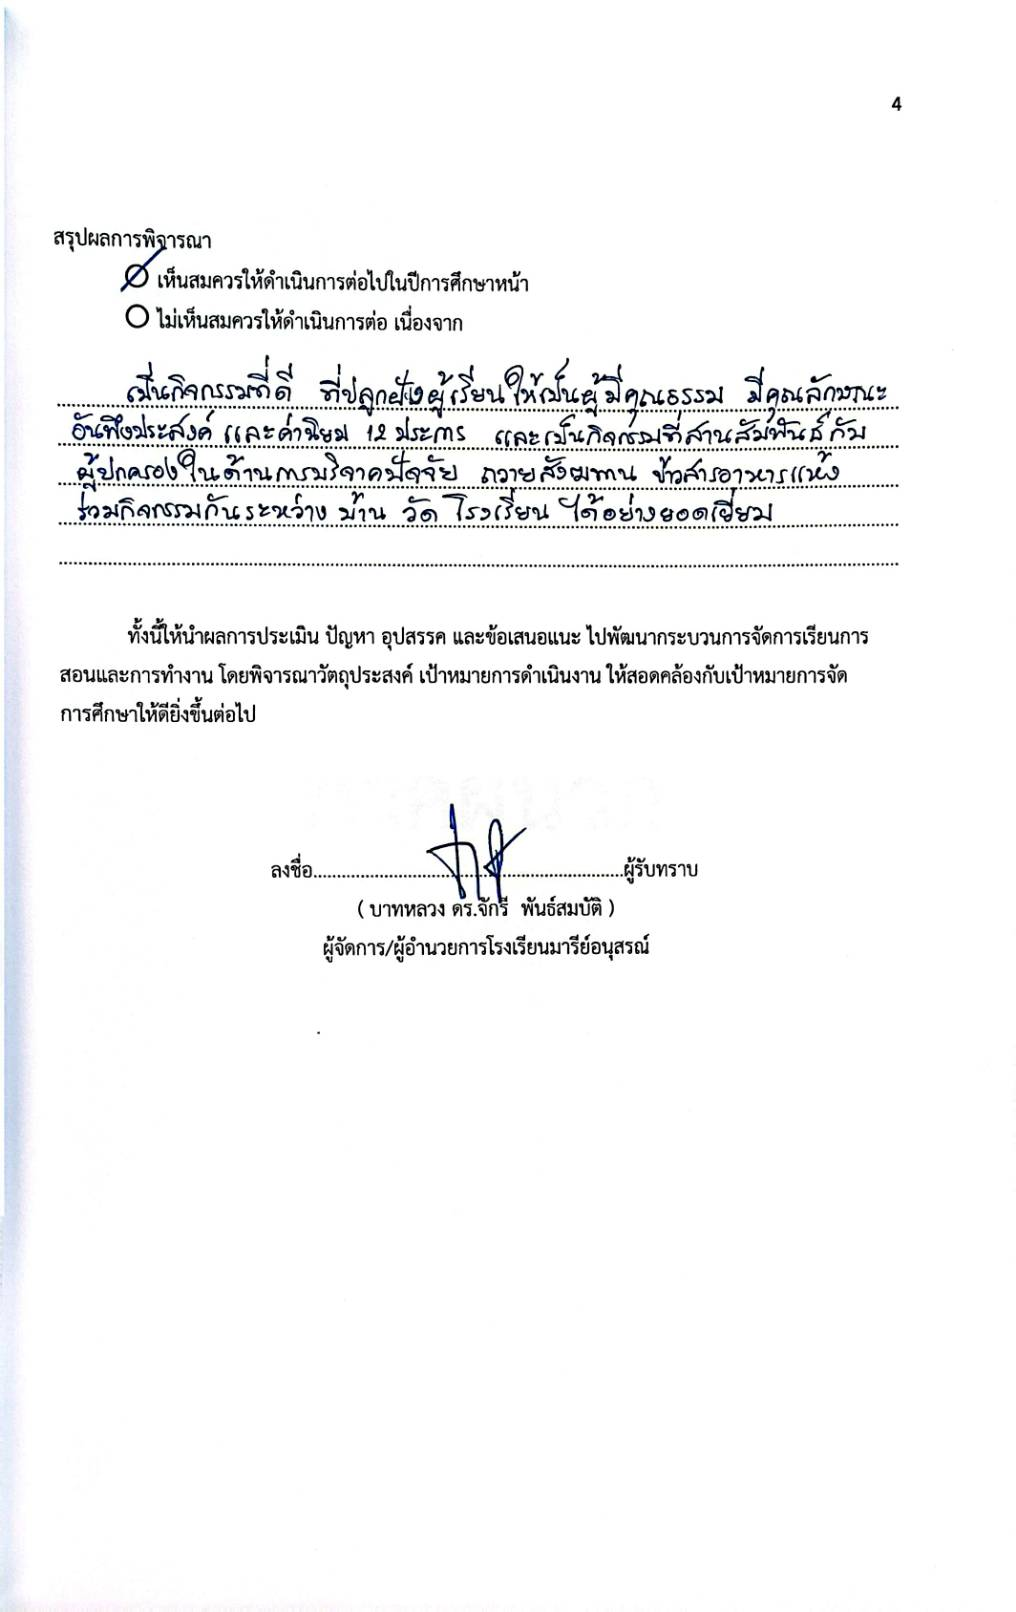 4
สรุปผลการพิจารณา
เห็นสมควรให้ดำเนินการต่อไปในปีการศึกษาหน้า
ไม่เห็นสมควรให้ดำเนินการต่อ เนื่องจาก
เป็นกิจกรรมที่ดี ที่ปลูกฝังผู้เรียนให้เป็นผู้มีคุณธรรม มีคุณลักษณะ
อันพึงประสงค์ และค่านิยม 12 ประการ และเป็นกิจกรรมที่สานสัมพันธ์กับ
ผู้ปกครองในด้านการบริจาคปัจจัย ถวายสังฆทาน ข้าวสารอาหารแห้ง
ร่วมกิจกรรมกันระหว่าง บ้าน วัด โรงเรียน ได้อย่างยอดเยี่ยม
ทั้งนี้ให้นำผลการประเมิน ปัญหา อุปสรรค และข้อเสนอแนะ ไปพัฒนากระบวนการจัดการเรียนการ
สอนและการทำงาน โดยพิจารณาวัตถุประสงค์ เป้าหมายการดำเนินงาน ให้สอดคล้องกับเป้าหมายการจัด
การศึกษาให้ดียิ่งขึ้นต่อไป
ลงชื่อ............................................................ผู้รับทราบ
( บาทหลวง ดร.จักรี พันธ์สมบัติ )
ผู้จัดการ/ผู้อำนวยการโรงเรียนมารีย์อนุสรณ์